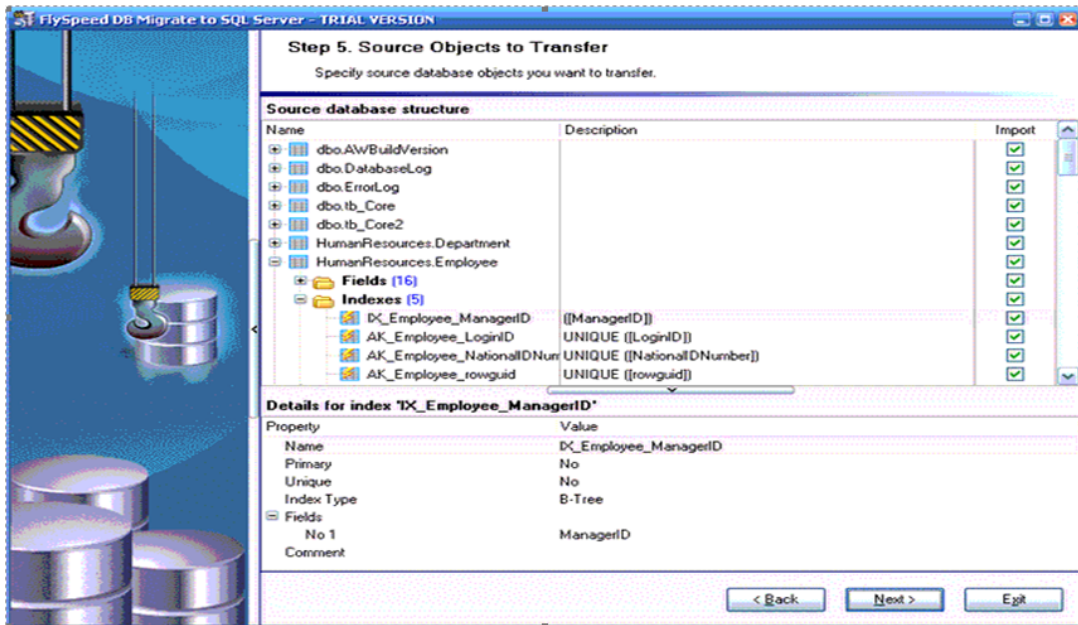 FlySpeed DB Migrate to SQL Server - TRIAL VERSION
Step 5. Source Objects to Transfer
Specify source database objects you want to transfer.
Source database structure
Name Description Import
dbo.AWBuildVersion
dbo.DatabaseLog
dbo.ErrorLog
dbo.tb_Core
dbo.tb_Core2
HumanResources.Department
HumanResources.Employee
Fields (16)
Indexes (5)
IX_Employee_ManagerID ([ManagerID])
AK_Employee_LoginID UNIQUE ([LoginID])
AK_Employee_NationalIDNum UNIQUE ([NationalIDNumber])
AK_Employee_rowguid UNIQUE ([rowguid])
Details for index 'IX_Employee_ManagerID'
Property Value
Name IX_Employee_ManagerID
Primary No
Unique No
Index Type B-Tree
Fields
No 1 ManagerID
Comment
< Back Next > Exit